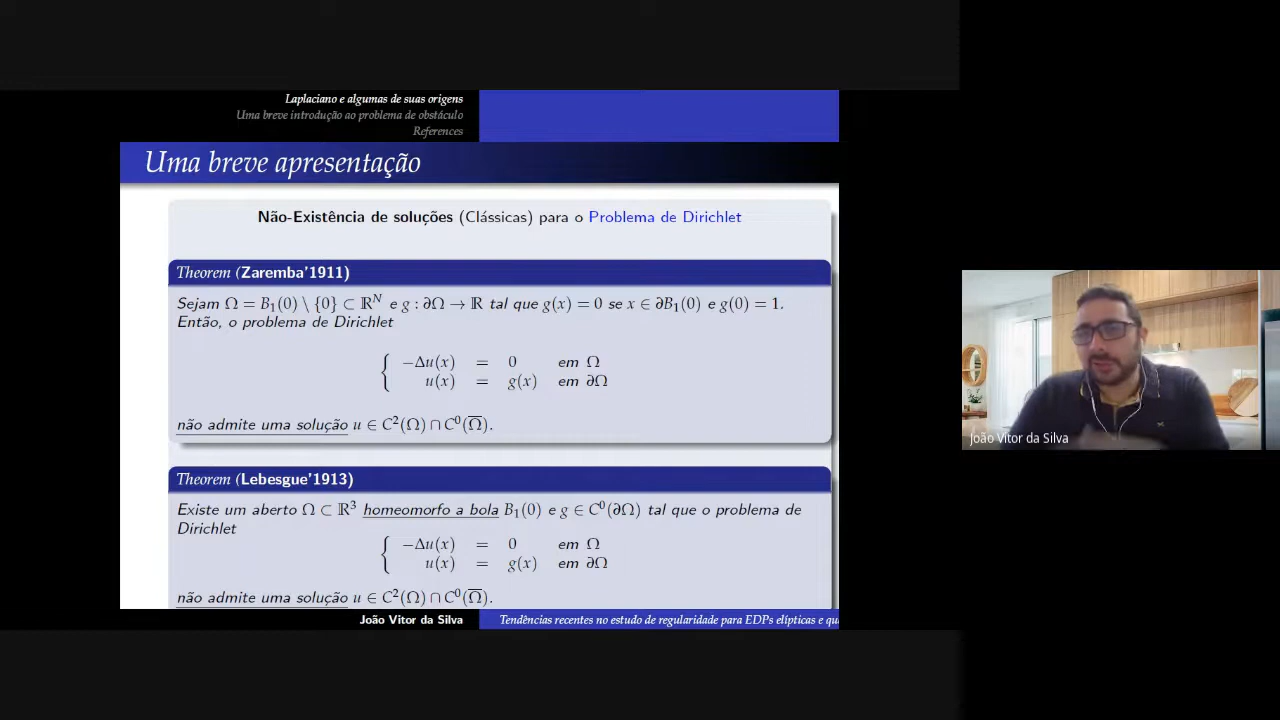 Laplaciano e algumas de suas origens
Uma breve introdução ao problema de obstáculo
References
Uma breve apresentação
Não-Existência de soluções (Clássicas) para o Problema de Dirichlet
Theorem (Zaremba'1911)
Sejam Ω = B₁(0) \ {0} ⊂ ℝᴺ e g : ∂Ω → ℝ tal que g(x) = 0 se x ∈ ∂B₁(0) e g(0) = 1.
Então, o problema de Dirichlet
{ −Δu(x) = 0 em Ω
u(x) = g(x) em ∂Ω
não admite uma solução u ∈ C²(Ω) ∩ C⁰(Ω̅).
Theorem (Lebesgue'1913)
Existe um aberto Ω ⊂ ℝ³ homeomorfo a bola B₁(0) e g ∈ C⁰(∂Ω) tal que o problema de
Dirichlet
{ −Δu(x) = 0 em Ω
u(x) = g(x) em ∂Ω
não admite uma solução u ∈ C²(Ω) ∩ C⁰(Ω̅).
João Vitor da Silva
Tendências recentes no estudo de regularidade para EDPs elípticas e
João Vitor da Silva